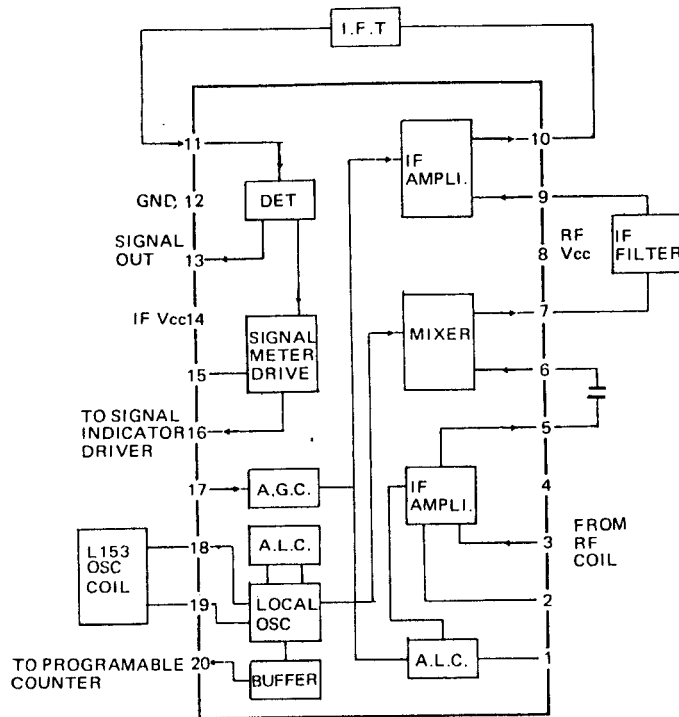 I.F.T
11
10
IF
AMPLI.
GND, 12
DET
9
SIGNAL
OUT
13
8
RF
Vcc
IF
FILTER
IF Vcc14
7
SIGNAL
METER
DRIVE
MIXER
15
6
TO SIGNAL
INDICATOR
DRIVER
16
5
17
A.G.C.
IF
AMPLI.
4
L153
OSC
COIL
18
A.L.C.
3
FROM
RF
COIL
19
LOCAL
OSC
2
TO PROGRAMABLE
COUNTER
20
BUFFER
A.L.C.
1